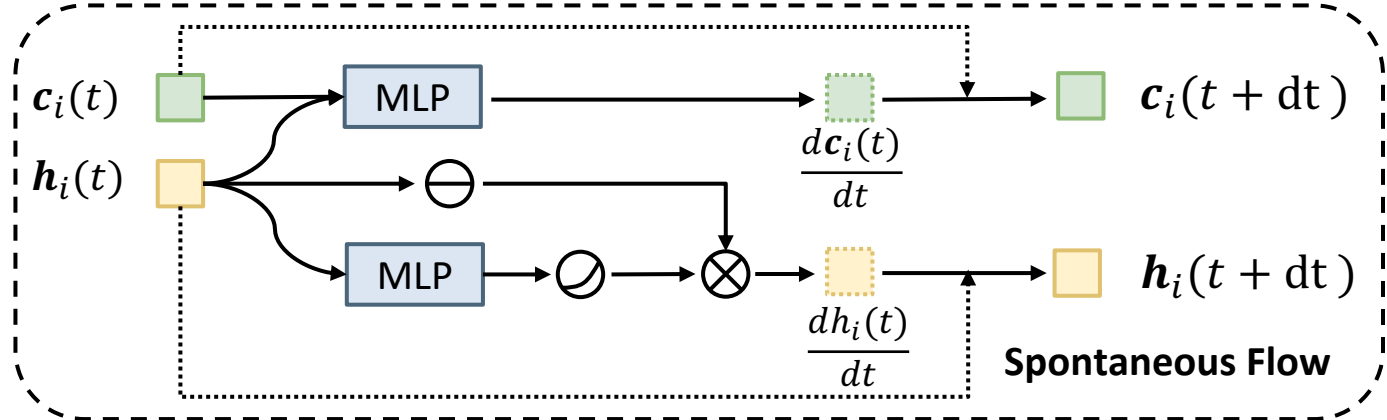 c_i(t)
MLP
c_i(t + dt )
dc_i(t)
dt
h_i(t)
MLP
h_i(t + dt )
dh_i(t)
dt
Spontaneous Flow